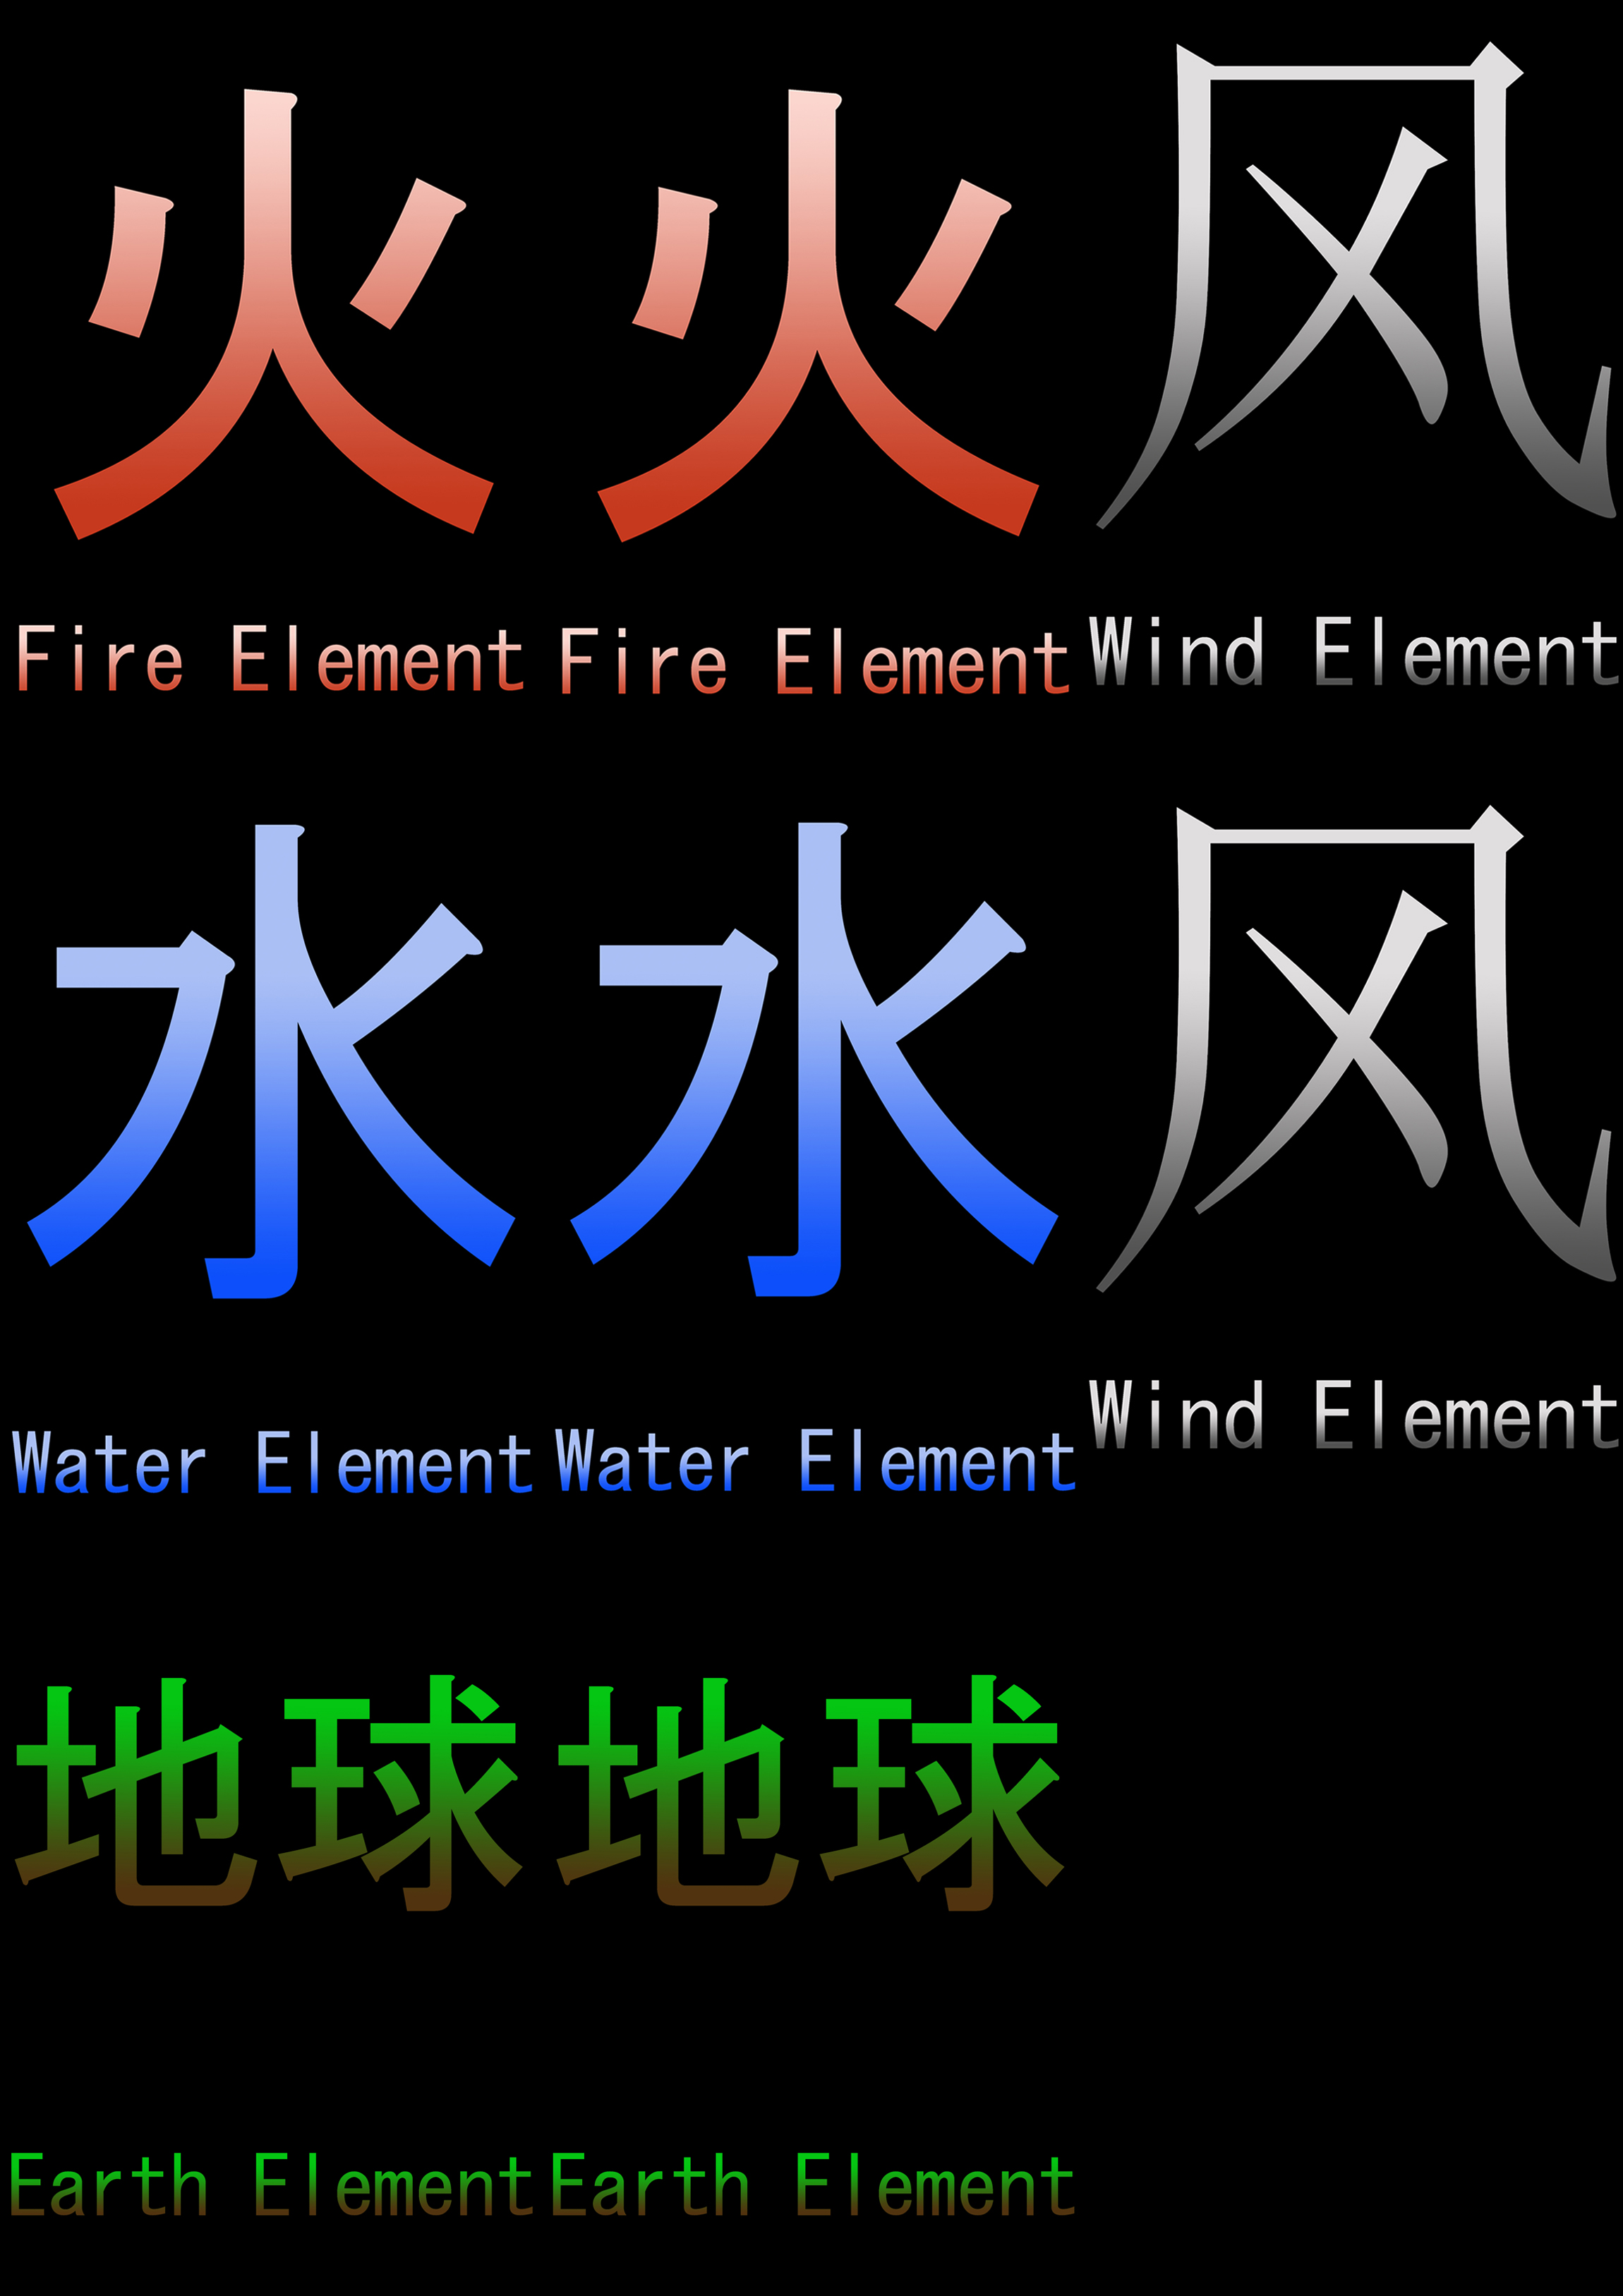 火 火 风
Fire Element Fire Element Wind Element
水 水 风
Water Element Water Element Wind Element
地球 地球
Earth Element Earth Element